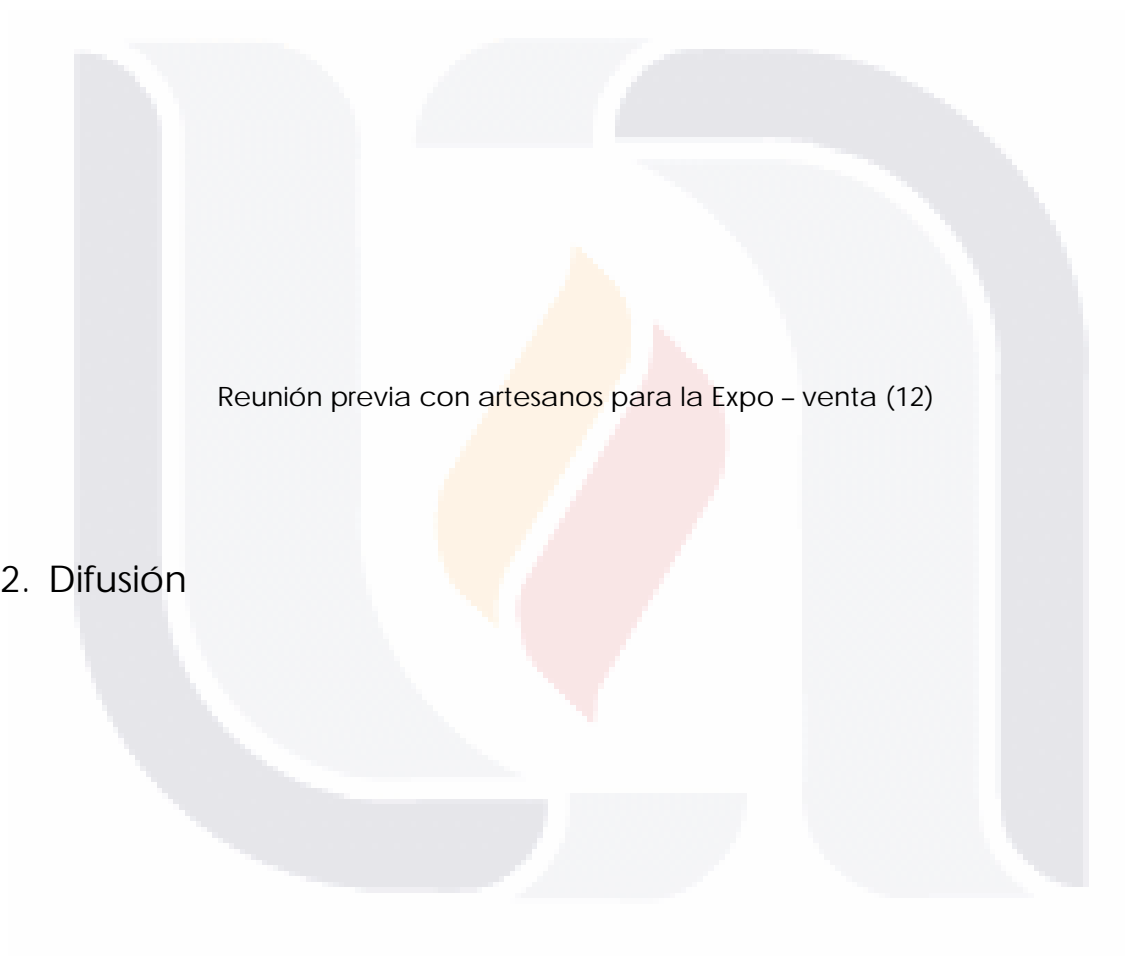 Reunión previa con artesanos para la Expo – venta (12)
2. Difusión